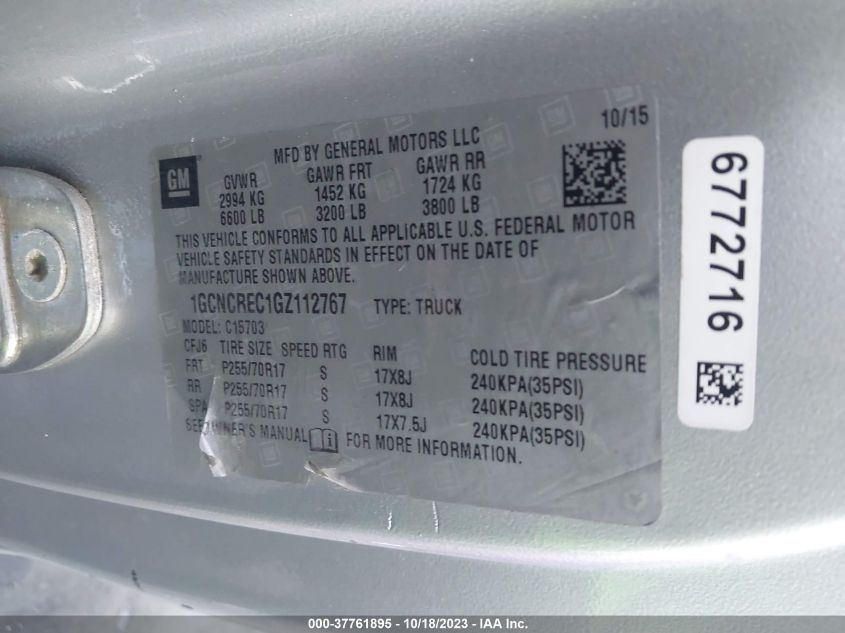 10/15
MFD BY GENERAL MOTORS LLC
GM
GVWR GAWR FRT GAWR RR
2994 KG 1452 KG 1724 KG
6600 LB 3200 LB 3800 LB
THIS VEHICLE CONFORMS TO ALL APPLICABLE U.S. FEDERAL MOTOR
VEHICLE SAFETY STANDARDS IN EFFECT ON THE DATE OF
MANUFACTURE SHOWN ABOVE.
1GCNCREC1GZ112767 TYPE: TRUCK
MODEL: C15703
CFJ6 TIRE SIZE SPEED RTG RIM COLD TIRE PRESSURE
FRT P255/70R17 S 17X8J 240KPA(35PSI)
RR P255/70R17 S 17X8J 240KPA(35PSI)
SPA P255/70R17 S 17X7.5J 240KPA(35PSI)
SEE OWNER'S MANUAL FOR MORE INFORMATION.
6772716
000-37761895 - 10/18/2023 - IAA Inc.